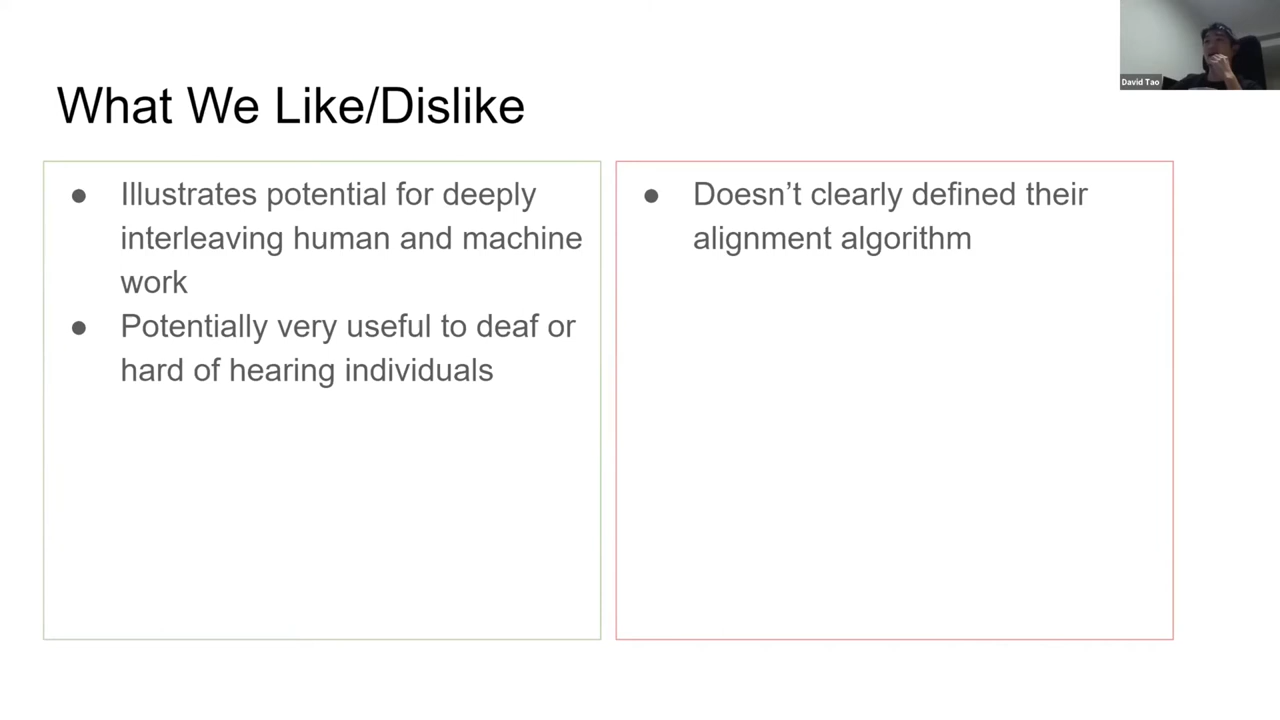 David Tao
What We Like/Dislike
● Illustrates potential for deeply
interleaving human and machine
work
● Potentially very useful to deaf or
hard of hearing individuals
● Doesn’t clearly defined their
alignment algorithm